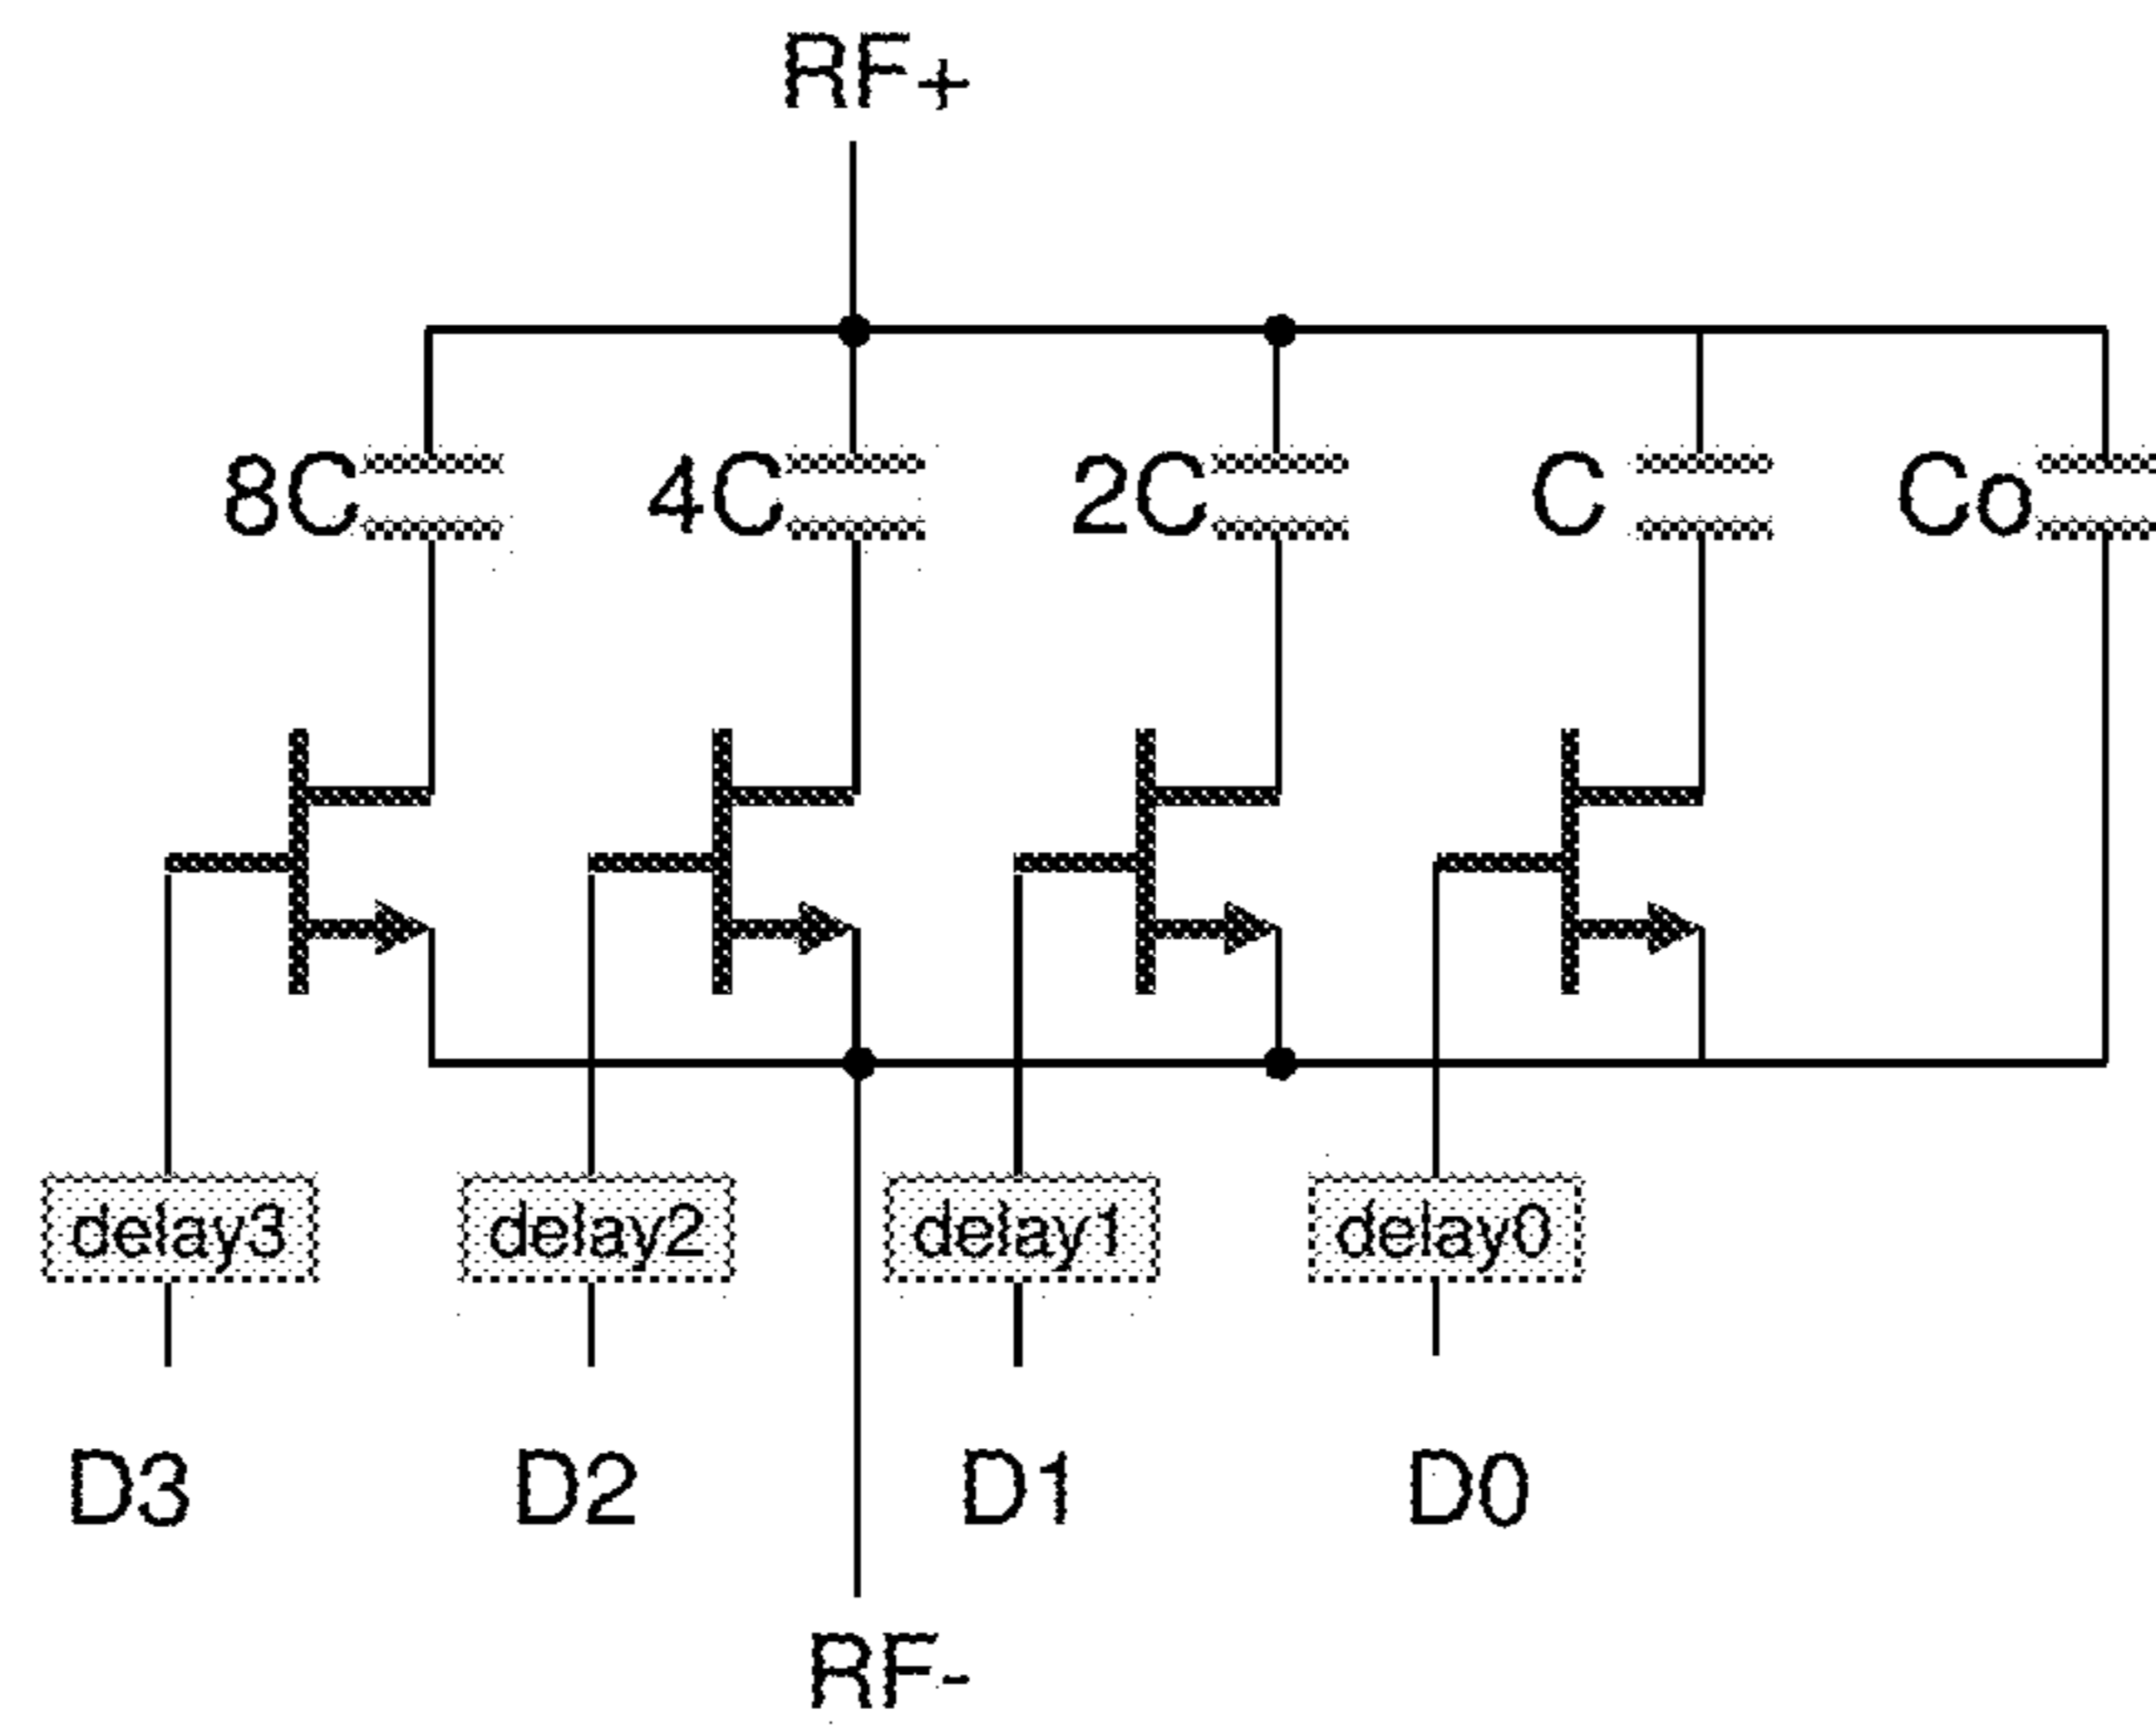 RF+
8C 4C 2C C Co
delay3 delay2 delay1 delay0
D3 D2 D1 D0
RF-